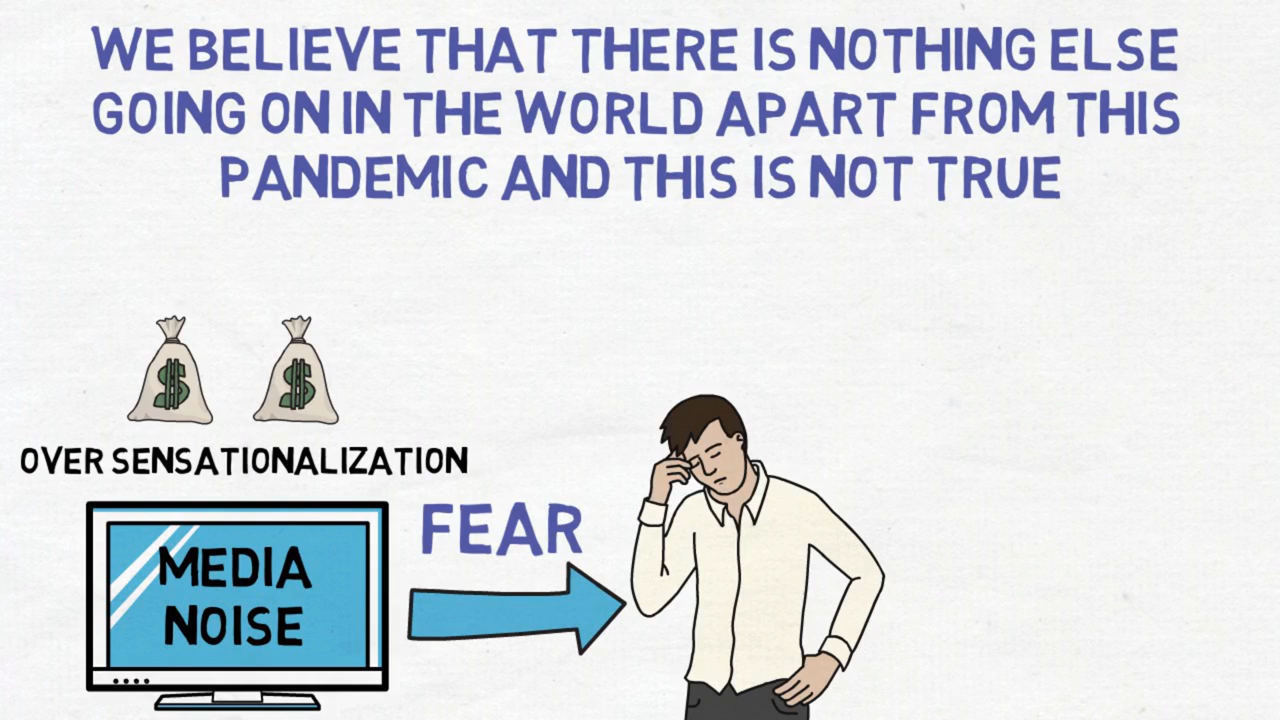 WE BELIEVE THAT THERE IS NOTHING ELSE
GOING ON IN THE WORLD APART FROM THIS
PANDEMIC AND THIS IS NOT TRUE
$ $
OVER SENSATIONALIZATION
FEAR
MEDIA
NOISE